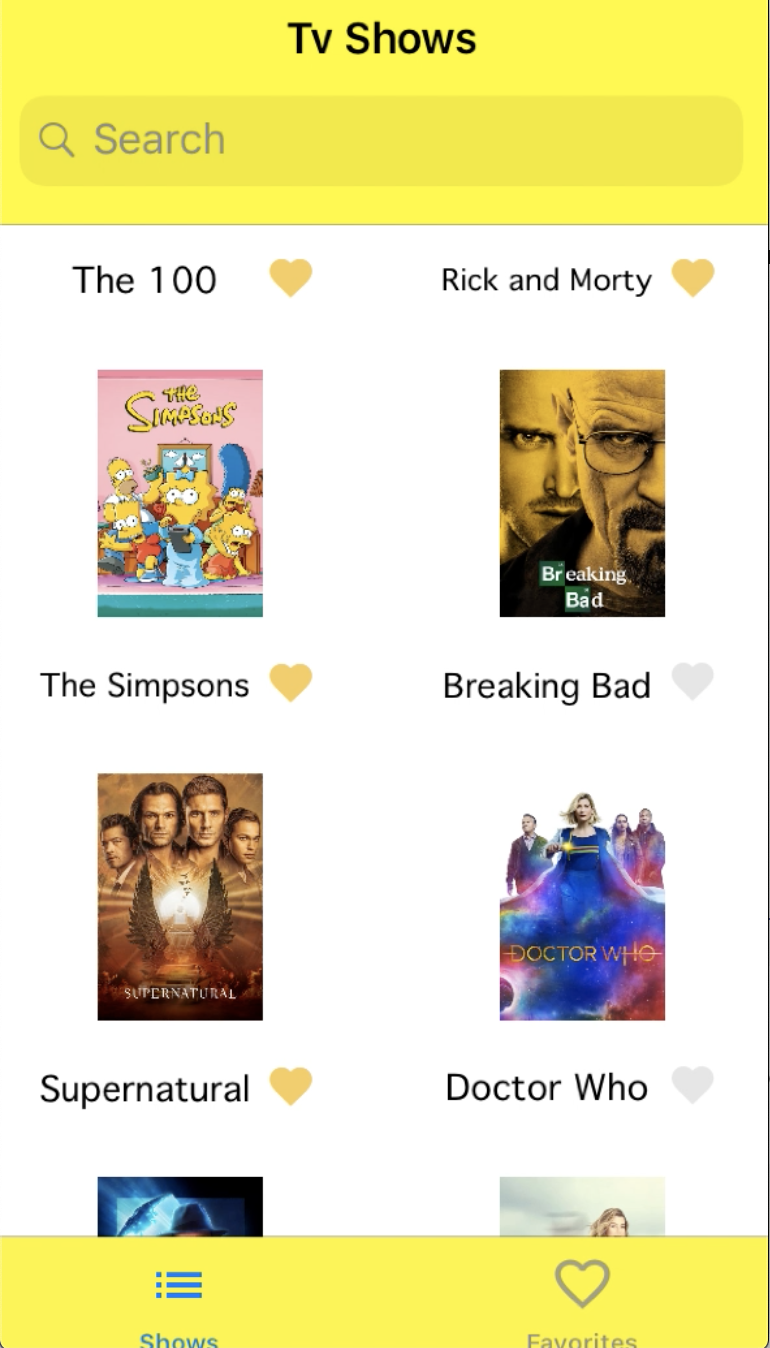 Tv Shows
Search
The 100
Rick and Morty
THE
SIMPSONS
Breaking
Bad
The Simpsons
Breaking Bad
SUPERNATURAL
DOCTOR WHO
Supernatural
Doctor Who
Shows
Favorites